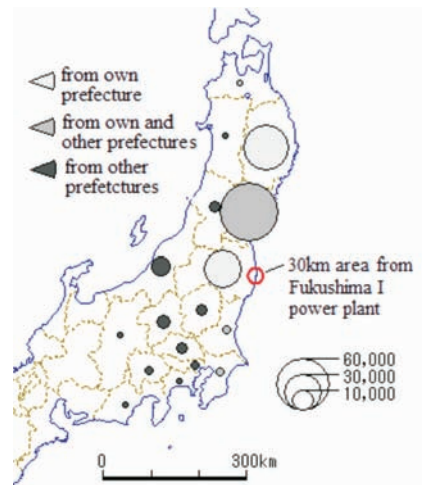 from own
prefecture
from own and
other prefectures
from other
prefetctures
30km area from
Fukushima I
power plant
60,000
30,000
10,000
0 300km